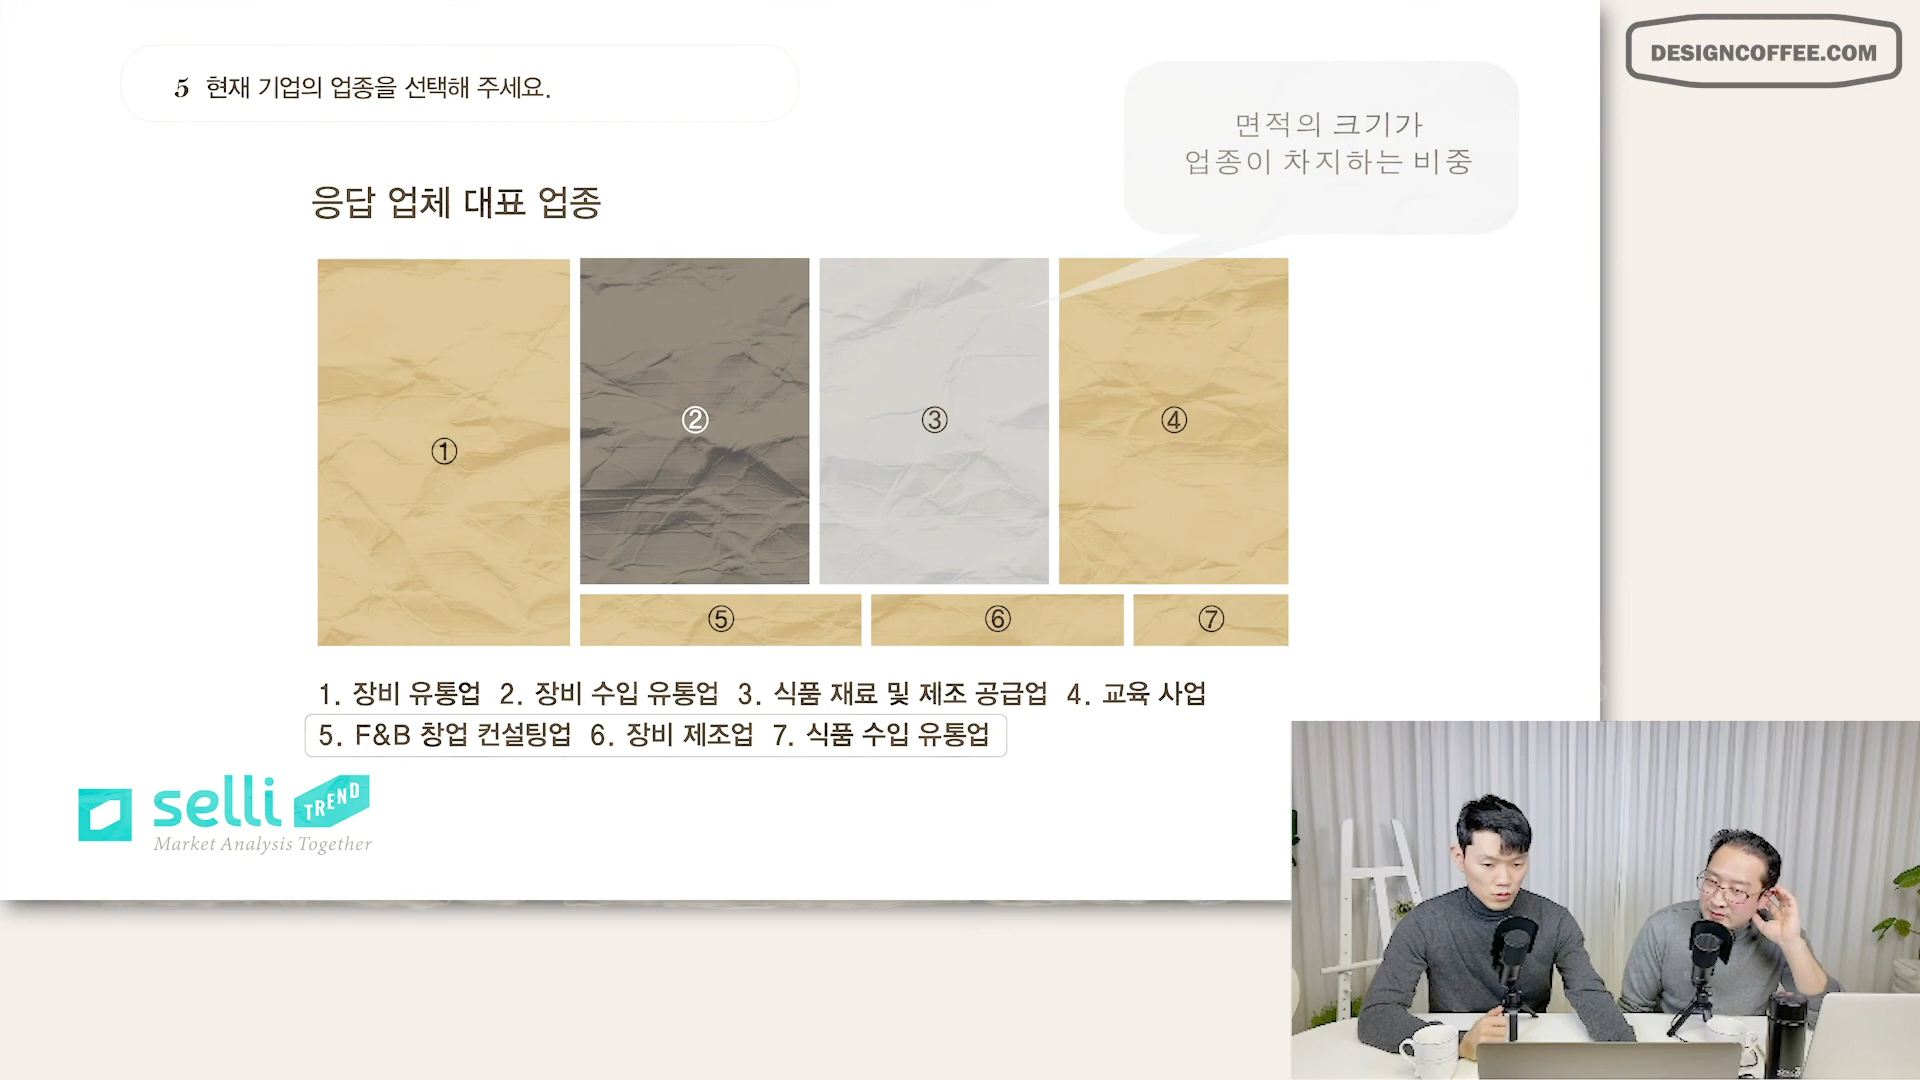 DESIGNCOFFEE.COM
5 현재 기업의 업종을 선택해 주세요.
면적의 크기가
업종이 차지하는 비중
응답 업체 대표 업종
①
②
③
④
⑤
⑥
⑦
1. 장비 유통업 2. 장비 수입 유통업 3. 식품 재료 및 제조 공급업 4. 교육 사업
5. F&B 창업 컨설팅업 6. 장비 제조업 7. 식품 수입 유통업
selli TREND
Market Analysis Together